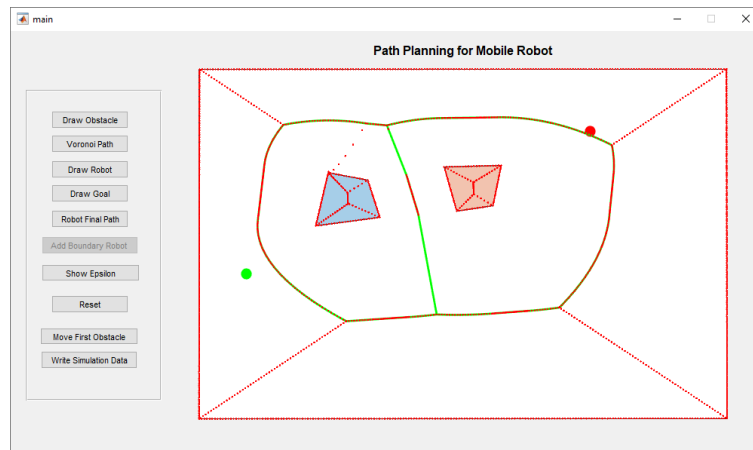 main
Path Planning for Mobile Robot
Draw Obstacle
Voronoi Path
Draw Robot
Draw Goal
Robot Final Path
Add Boundary Robot
Show Epsilon
Reset
Move First Obstacle
Write Simulation Data